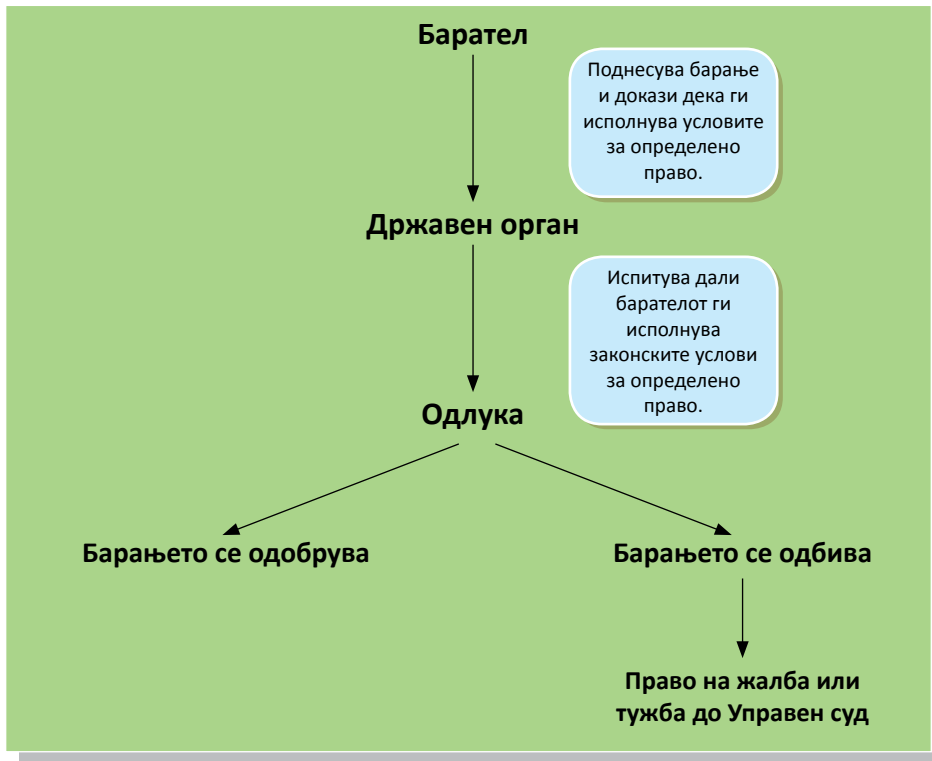 Барател
Поднесува барање
и докази дека ги
исполнува условите
за определено
право.
Државен орган
Испитува дали
барателот ги
исполнува
законските услови
за определено
право.
Одлука
Барањето се одобрува
Барањето се одбива
Право на жалба или
тужба до Управен суд